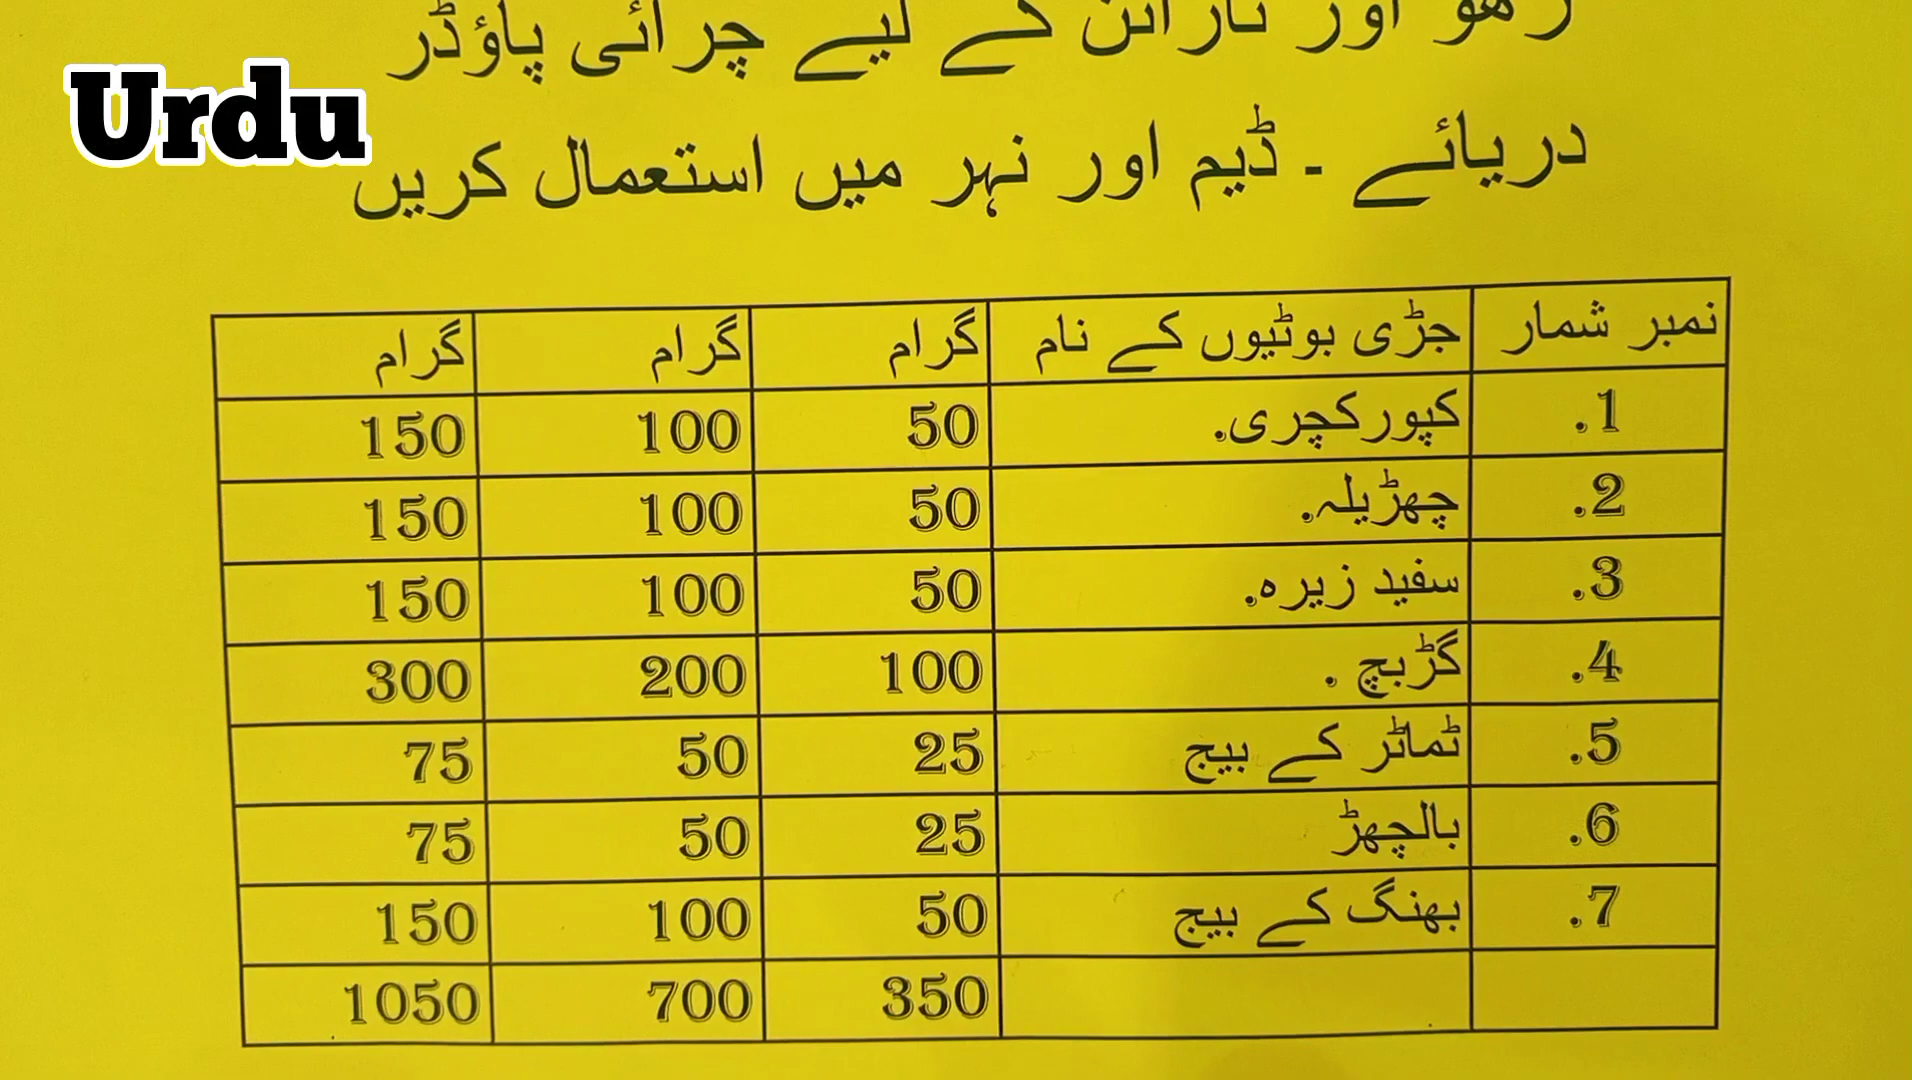 Urdu
رھو اور نارائن کے لیے چرائی پاؤڈر
دریائے ۔ ڈیم اور نہر میں استعمال کریں
نمبر شمار جڑی بوٹیوں کے نام گرام گرام گرام
1. کپورکچری. 50 100 150
2. چھڑیلہ. 50 100 150
3. سفید زیرہ. 50 100 150
4. گڑبچ . 100 200 300
5. ٹماٹر کے بیج 25 50 75
6. بالچھڑ 25 50 75
7. بھنگ کے بیج 50 100 150
350 700 1050